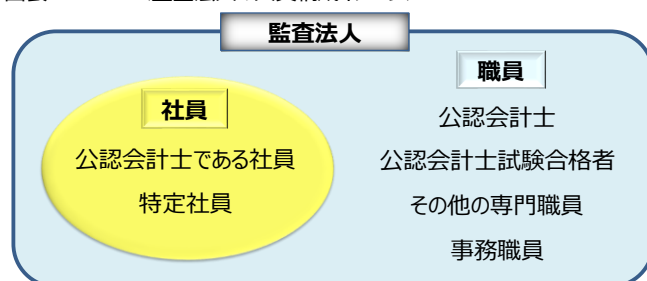 監査法人
社員
公認会計士である社員
特定社員
職員
公認会計士
公認会計士試験合格者
その他の専門職員
事務職員